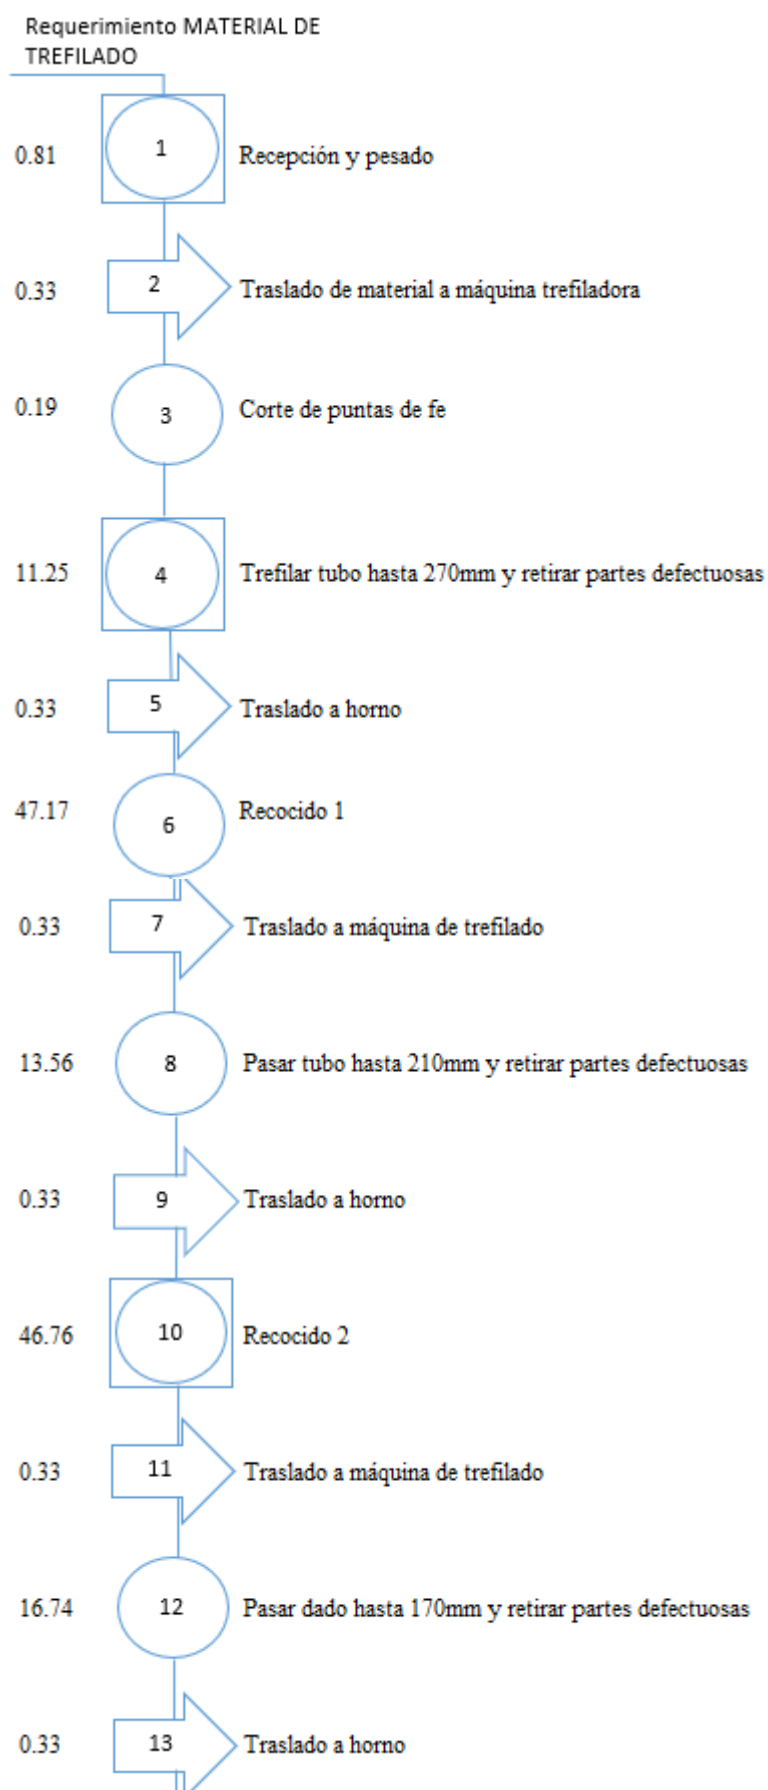 Requerimiento MATERIAL DE
TREFILADO
0.81 1 Recepción y pesado
0.33 2 Traslado de material a máquina trefiladora
0.19 3 Corte de puntas de fe
11.25 4 Trefilar tubo hasta 270mm y retirar partes defectuosas
0.33 5 Traslado a horno
47.17 6 Recocido 1
0.33 7 Traslado a máquina de trefilado
13.56 8 Pasar tubo hasta 210mm y retirar partes defectuosas
0.33 9 Traslado a horno
46.76 10 Recocido 2
0.33 11 Traslado a máquina de trefilado
16.74 12 Pasar dado hasta 170mm y retirar partes defectuosas
0.33 13 Traslado a horno